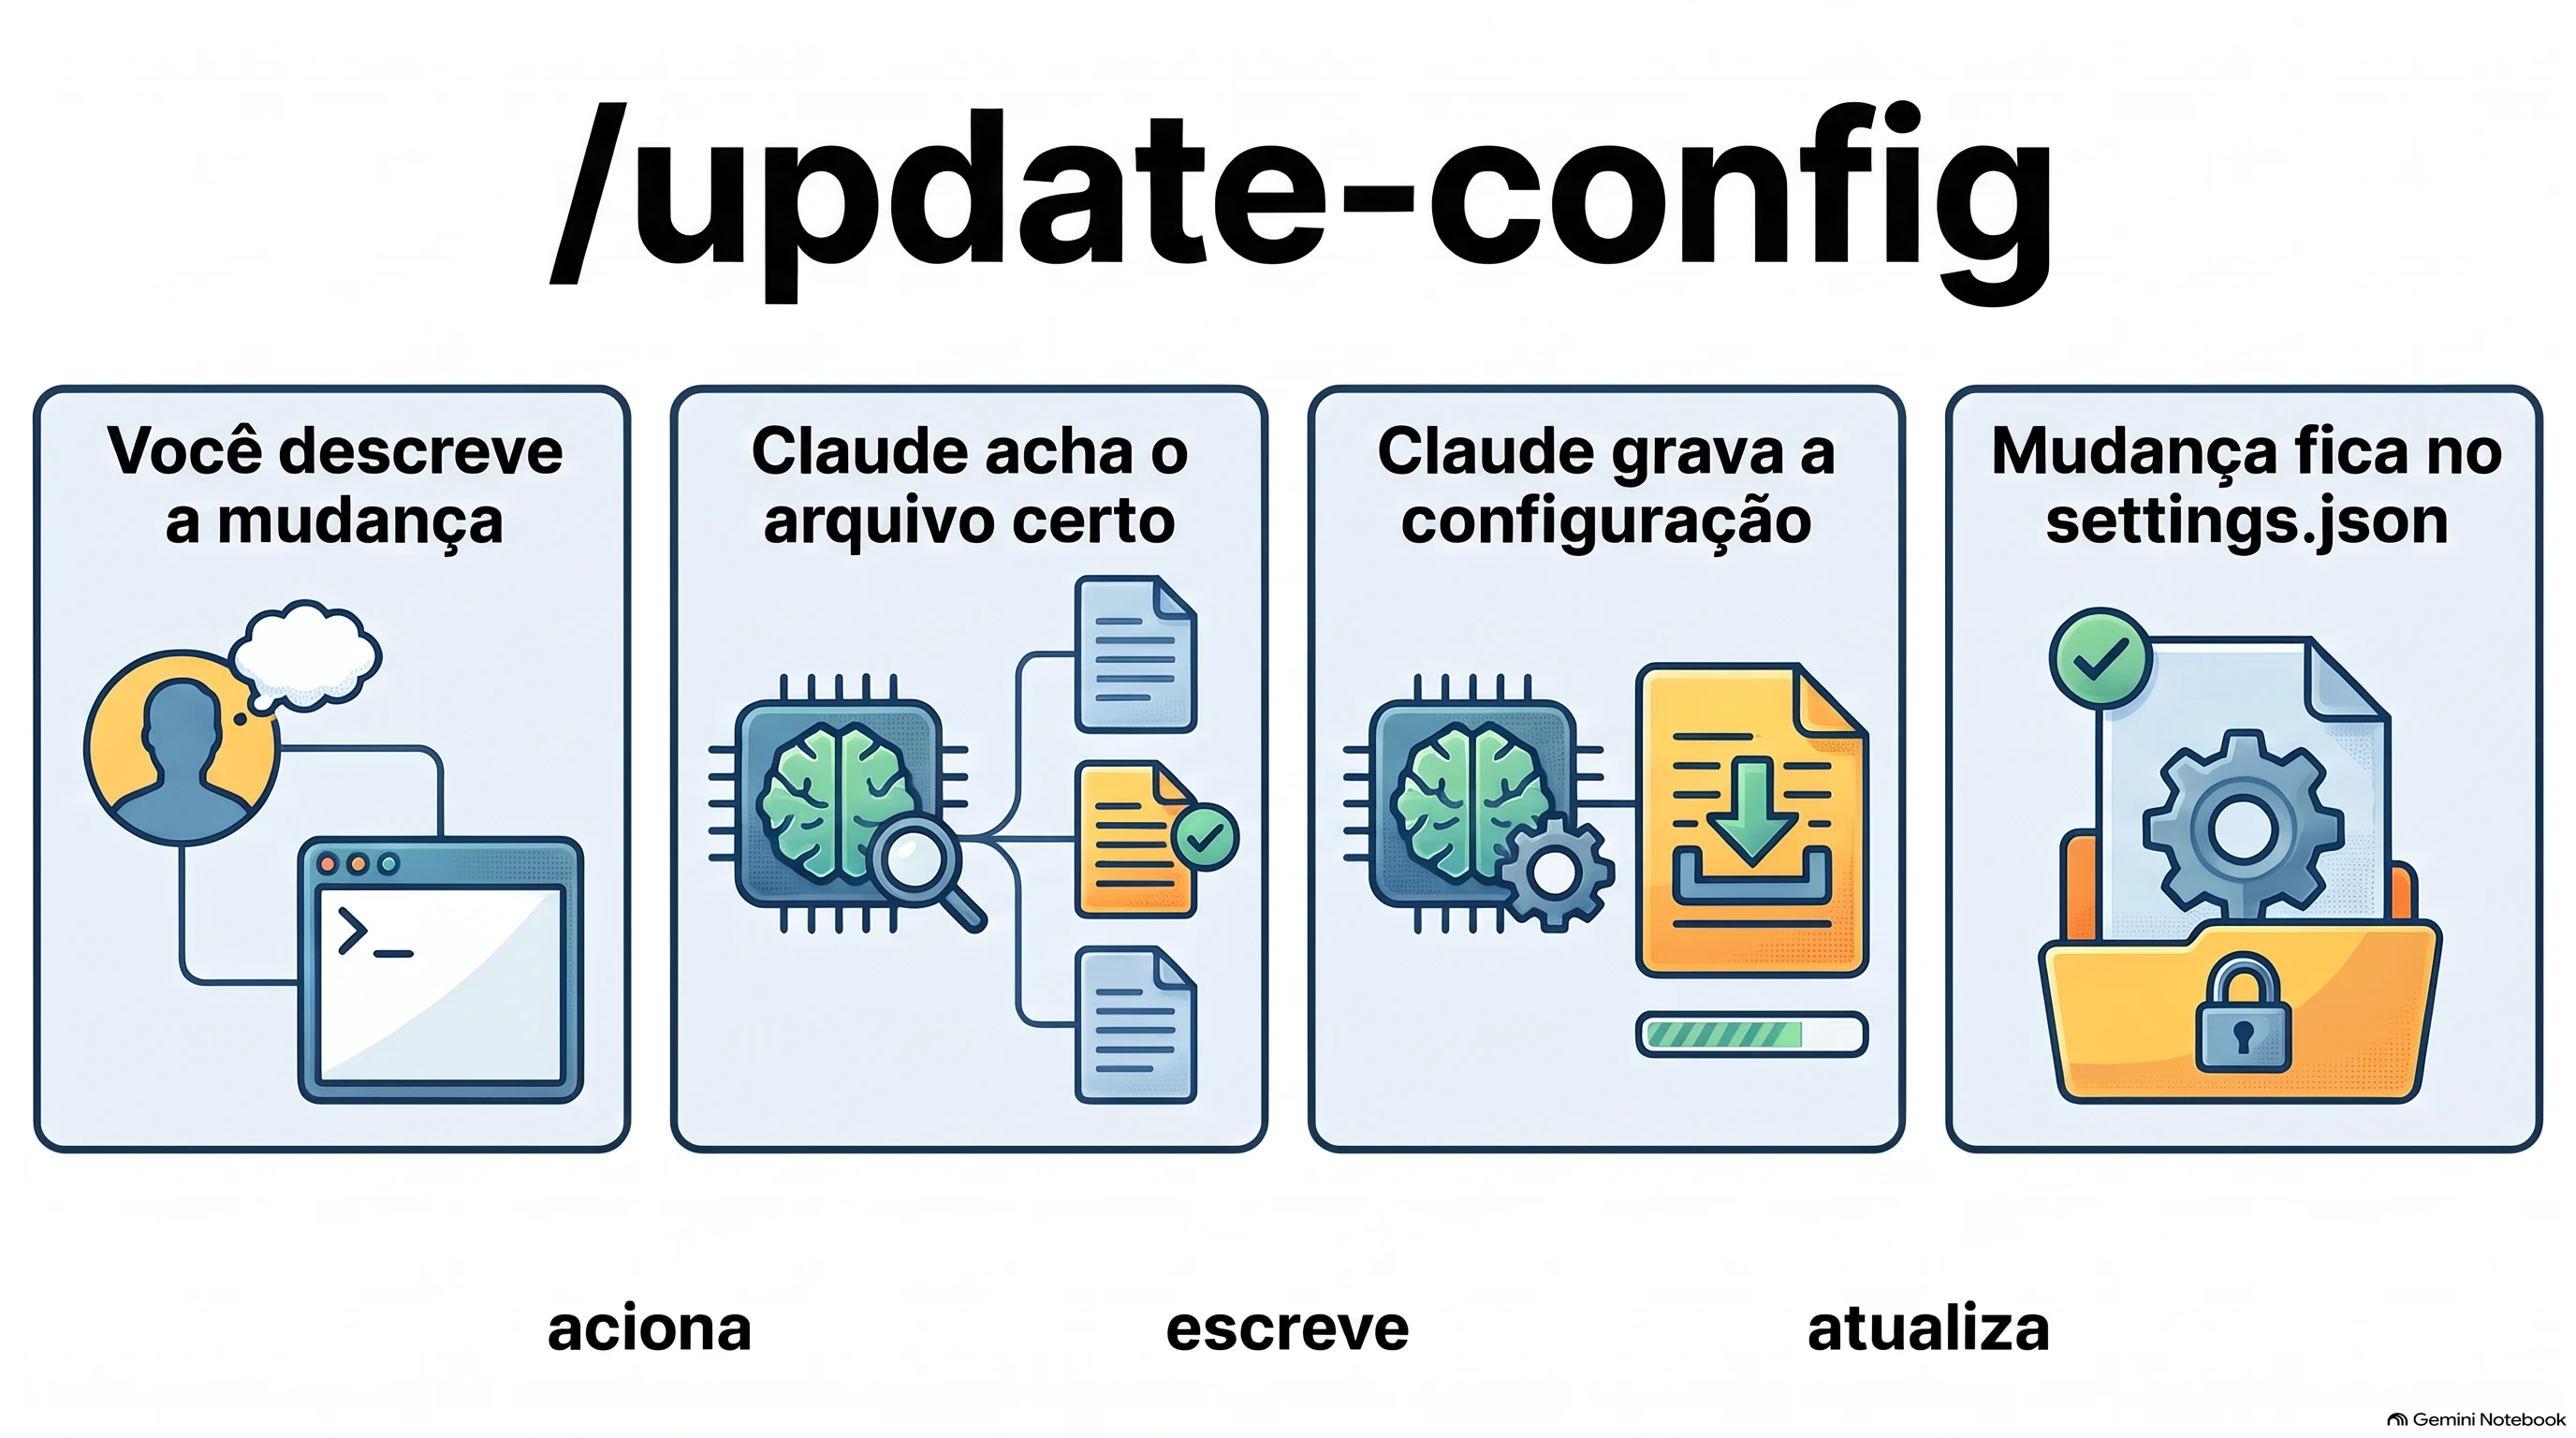 /update-config
Você descreve
a mudança
Claude acha o
arquivo certo
Claude grava a
configuração
Mudança fica no
settings.json
>_
aciona
escreve
atualiza
Gemini Notebook